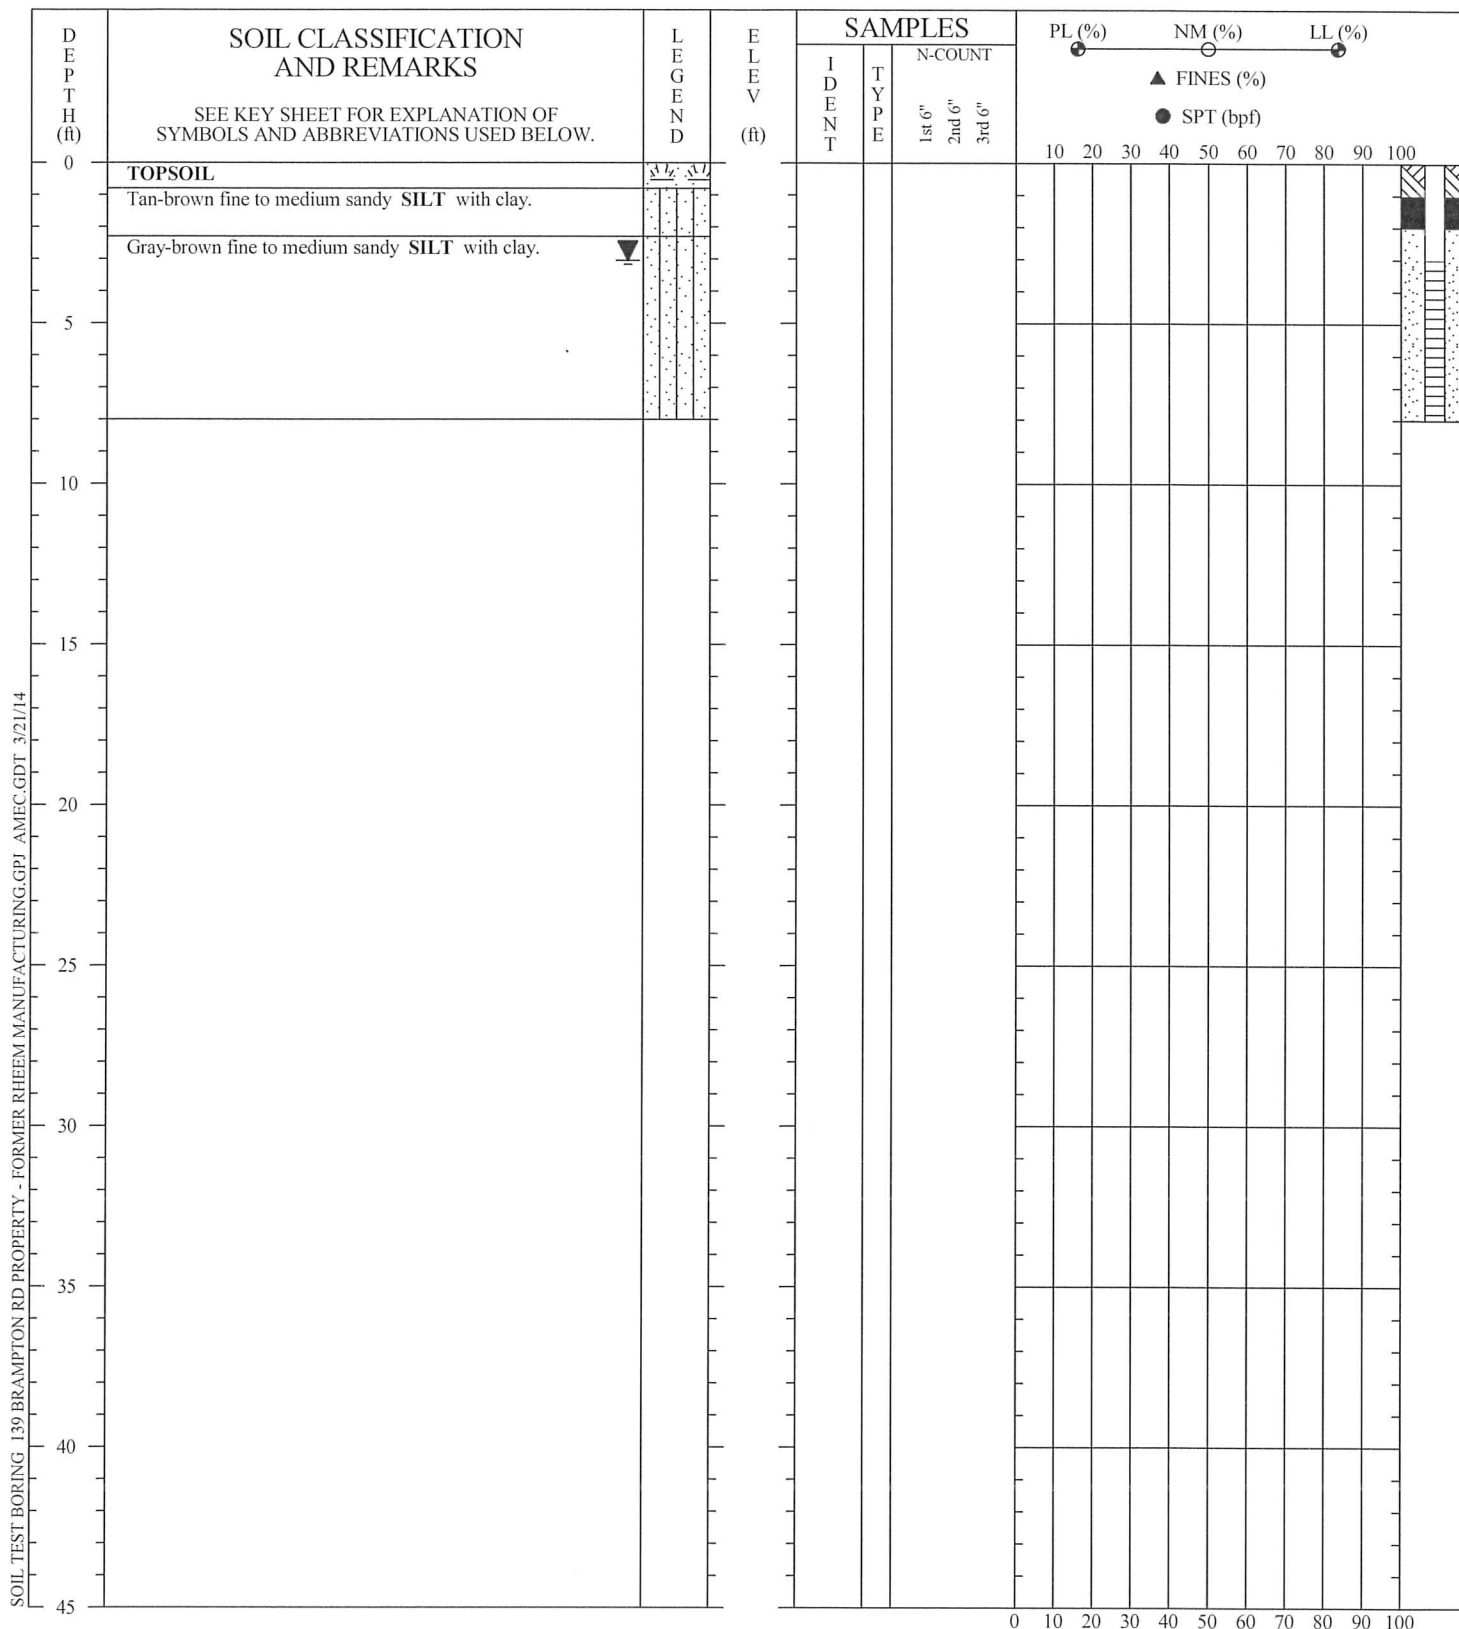 DEPTH (ft)
SOIL CLASSIFICATION
AND REMARKS
SEE KEY SHEET FOR EXPLANATION OF
SYMBOLS AND ABBREVIATIONS USED BELOW.
LEGEND
ELEV (ft)
SAMPLES
IDENT
TYPE
N-COUNT
1st 6"
2nd 6"
3rd 6"
PL (%) NM (%) LL (%)
FINES (%)
SPT (bpf)
10 20 30 40 50 60 70 80 90 100
0
TOPSOIL
Tan-brown fine to medium sandy SILT with clay.
Gray-brown fine to medium sandy SILT with clay.
5
10
15
20
25
30
35
40
45
0 10 20 30 40 50 60 70 80 90 100
SOIL TEST BORING 139 BRAMPTON RD PROPERTY - FORMER RHEEM MANUFACTURING.GPJ AMEC.GDT 3/21/14